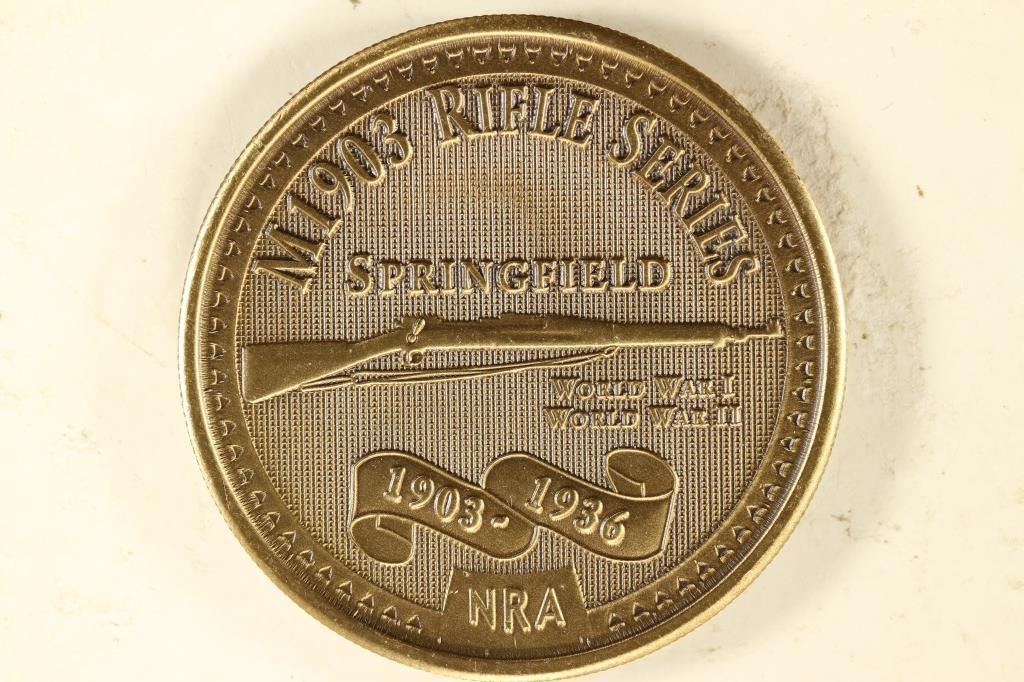 M1903 RIFLE SERIES
SPRINGFIELD
WORLD WAR I
WORLD WAR II
1903-1936
NRA